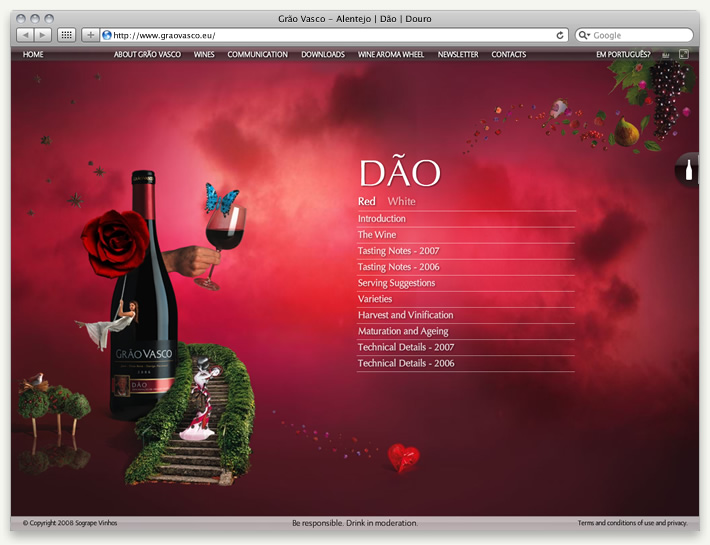 Grão Vasco – Alentejo | Dão | Douro
http://www.graovasco.eu/
Google
HOME ABOUT GRÃO VASCO WINES COMMUNICATION DOWNLOADS WINE AROMA WHEEL NEWSLETTER CONTACTS EM PORTUGUÊS?
DÃO
Red White
Introduction
The Wine
Tasting Notes - 2007
Tasting Notes - 2006
Serving Suggestions
Varieties
Harvest and Vinification
Maturation and Ageing
Technical Details - 2007
Technical Details - 2006
GRÃO VASCO
DÃO
© Copyright 2008 Sogrape Vinhos Be responsible. Drink in moderation. Terms and conditions of use and privacy.